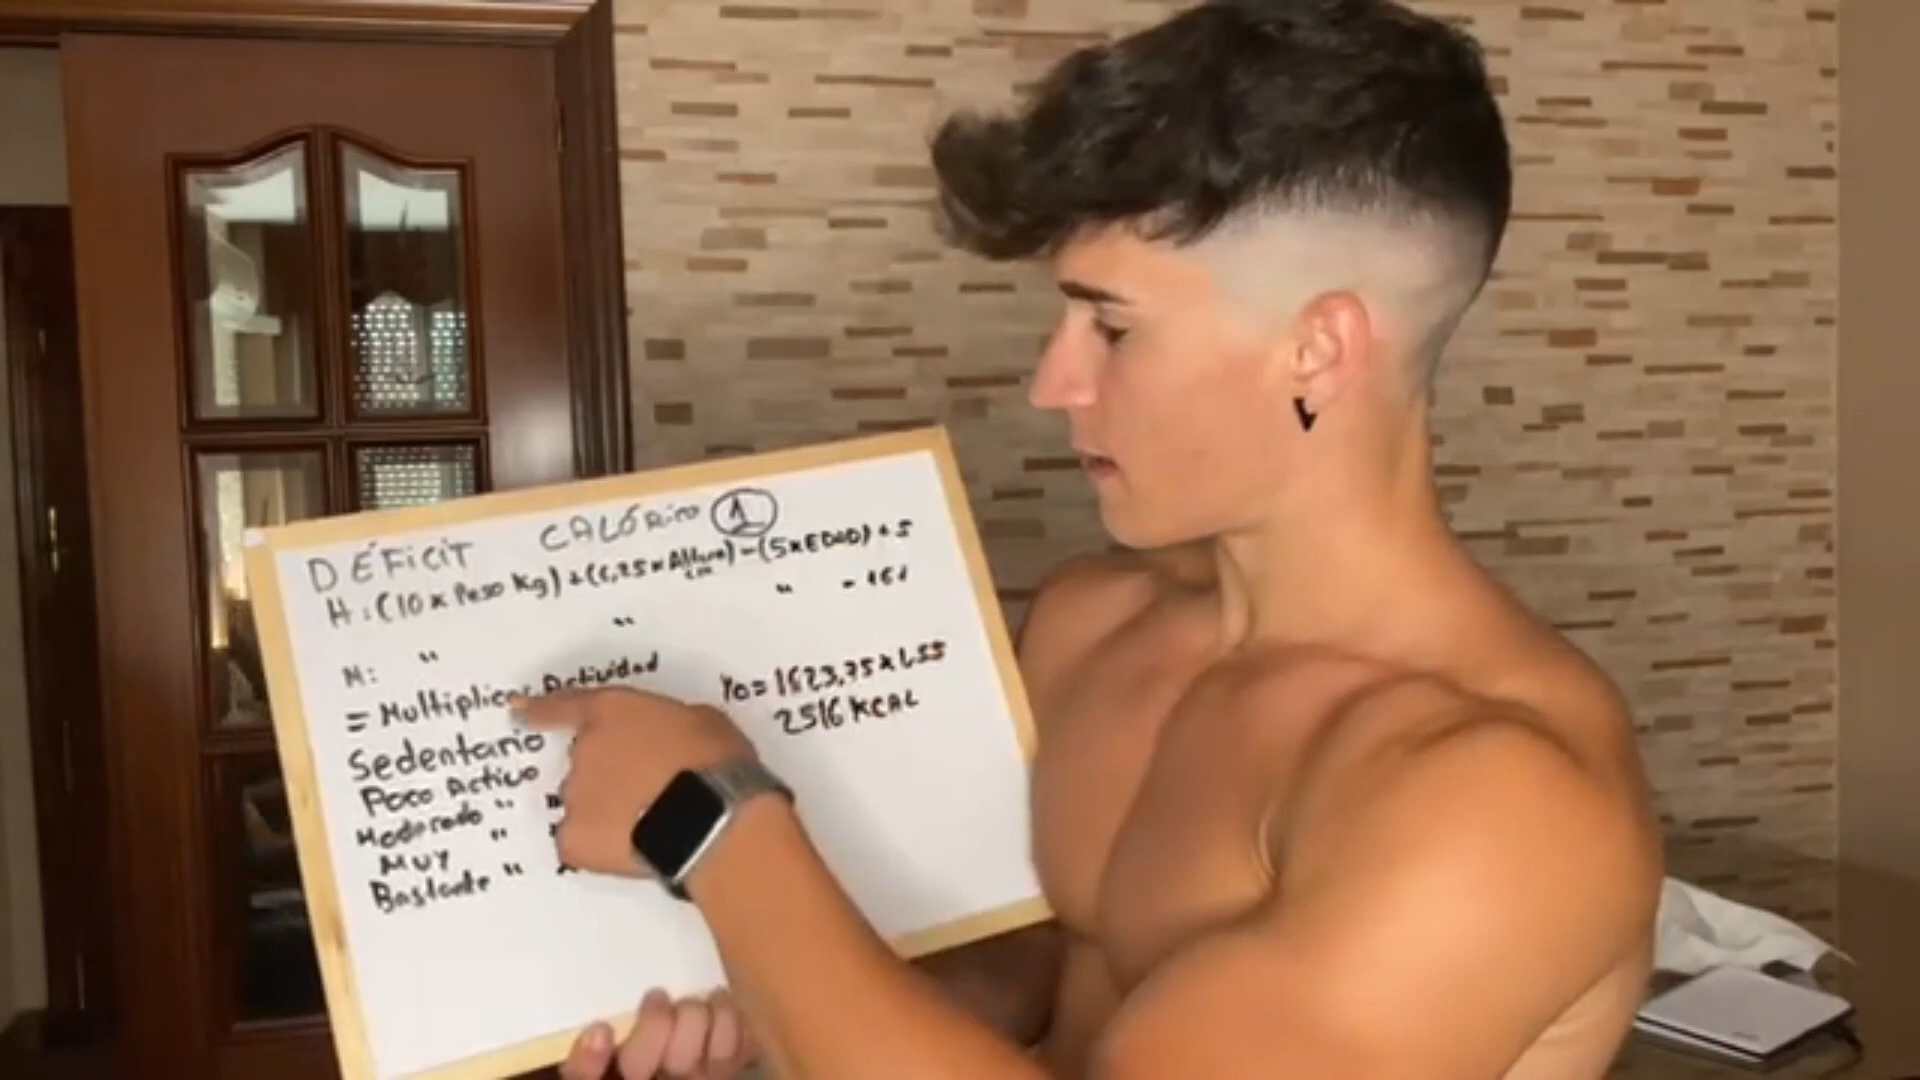 DÉFICIT CALÓRICO 1
H: (10 x Peso Kg) + (6,25 x Altura) - (5 x EDAD) + 5
cm
M: " " " - 161
= Multiplicar Actividad
Yo = 1623,75 x 1,55
2516 KCAL
Sedentario
Poco Activo
Moderado "
MUY "
Bastante " x